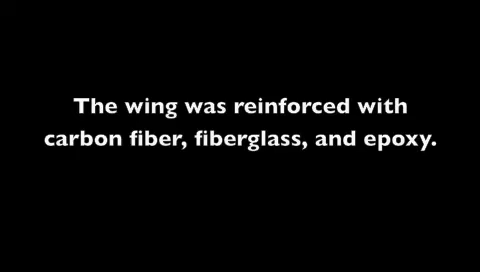 The wing was reinforced with
carbon fiber, fiberglass, and epoxy.